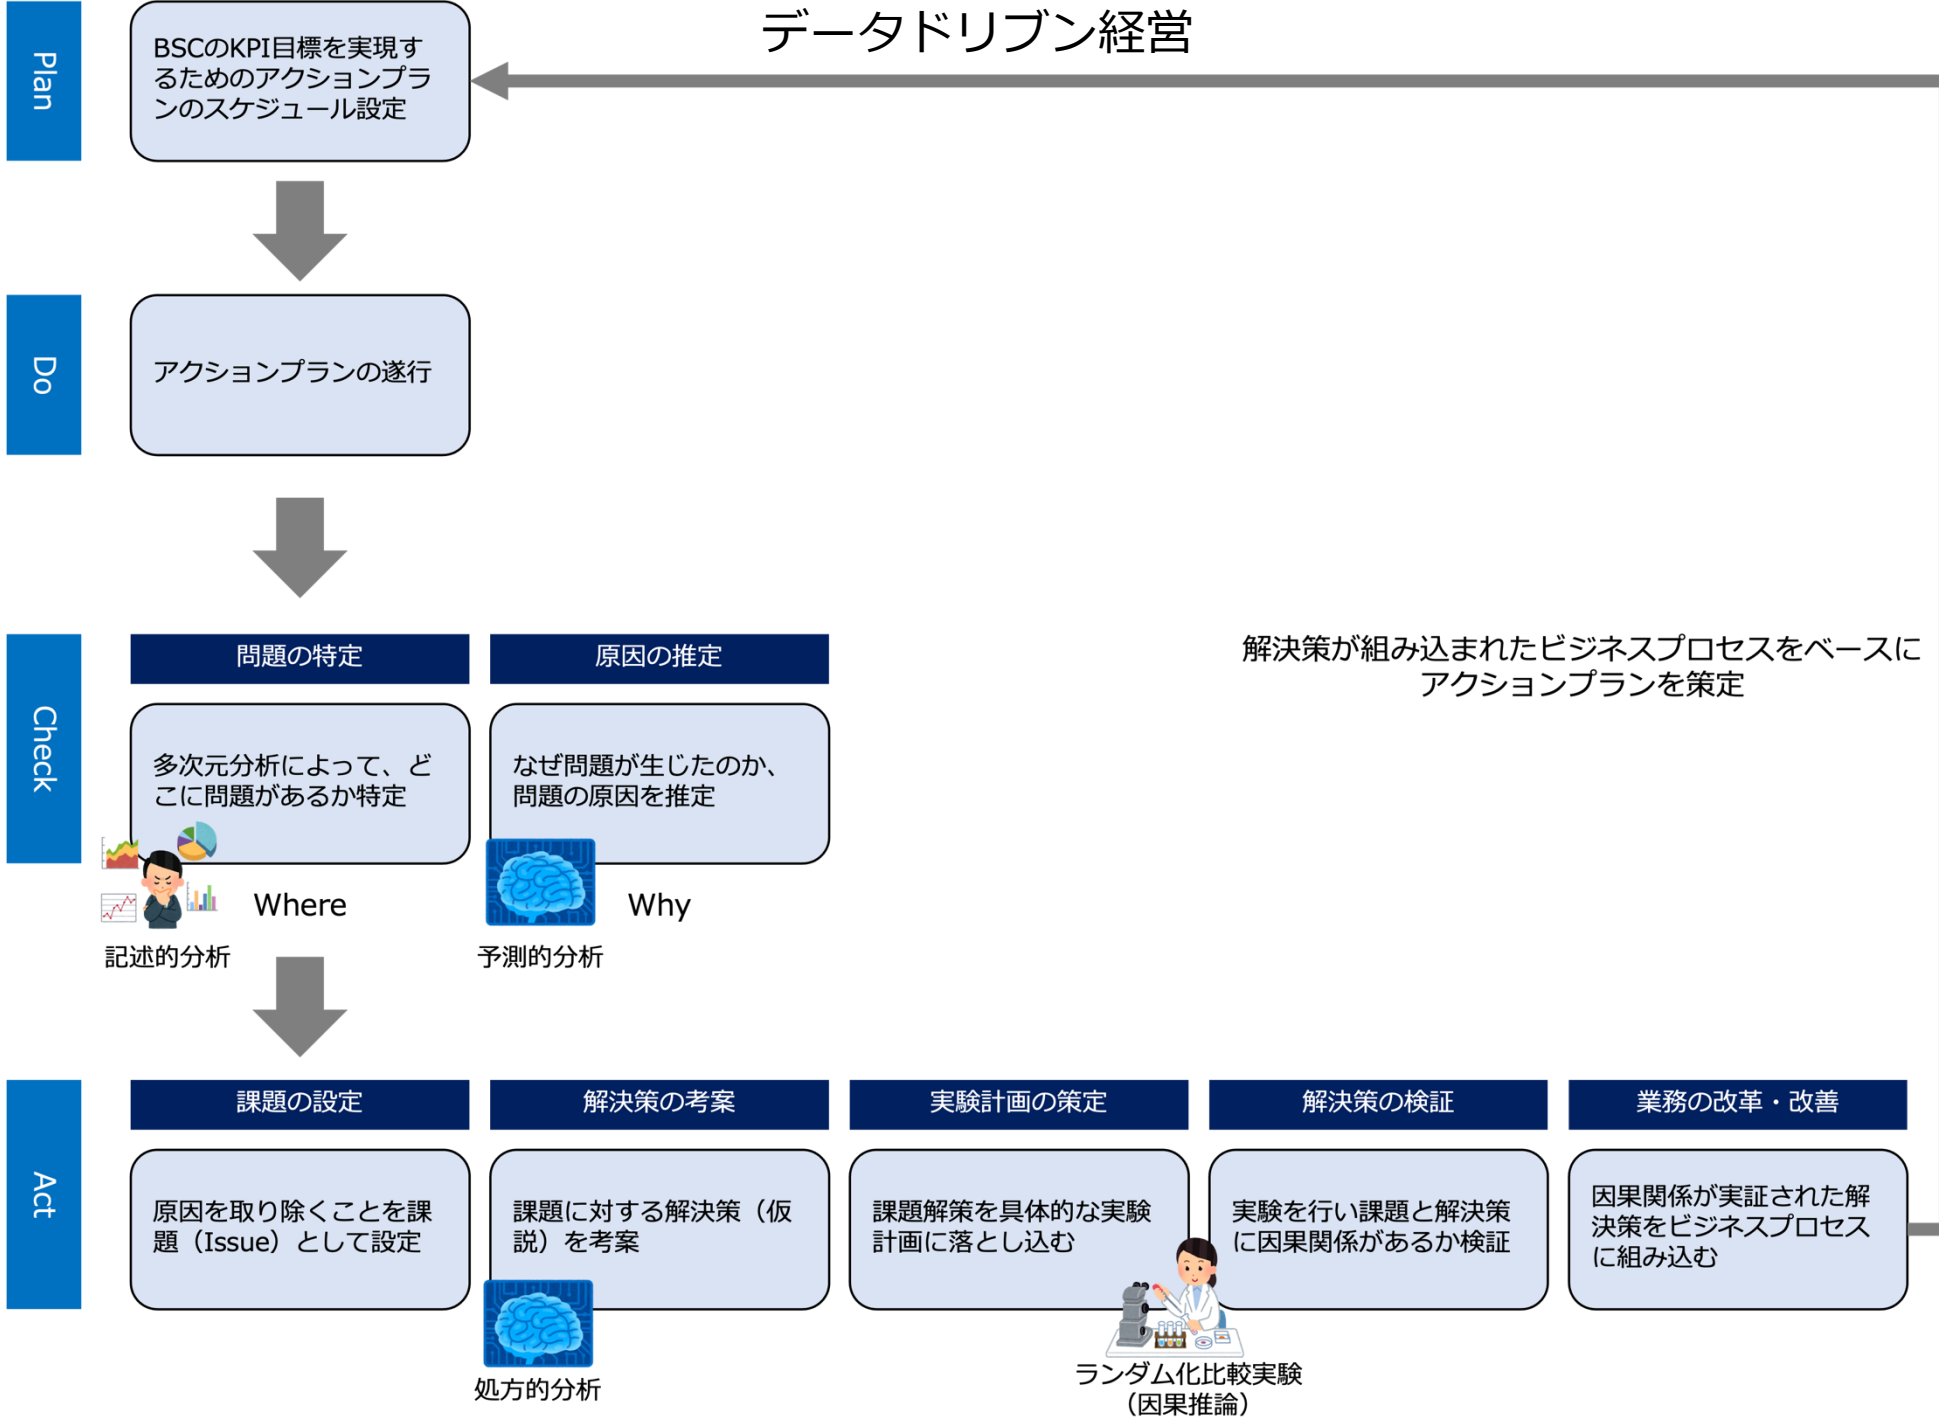 データドリブン経営
Plan
BSCのKPI目標を実現す
るためのアクションプラ
ンのスケジュール設定
Do
アクションプランの遂行
Check
問題の特定
多次元分析によって、ど
こに問題があるか特定
Where
記述的分析
原因の推定
なぜ問題が生じたのか、
問題の原因を推定
Why
予測的分析
解決策が組み込まれたビジネスプロセスをベースに
アクションプランを策定
Act
課題の設定
原因を取り除くことを課
題（Issue）として設定
解決策の考案
課題に対する解決策（仮
説）を考案
処方的分析
実験計画の策定
課題解策を具体的な実験
計画に落とし込む
解決策の検証
実験を行い課題と解決策
に因果関係があるか検証
ランダム化比較実験
（因果推論）
業務の改革・改善
因果関係が実証された解
決策をビジネスプロセス
に組み込む